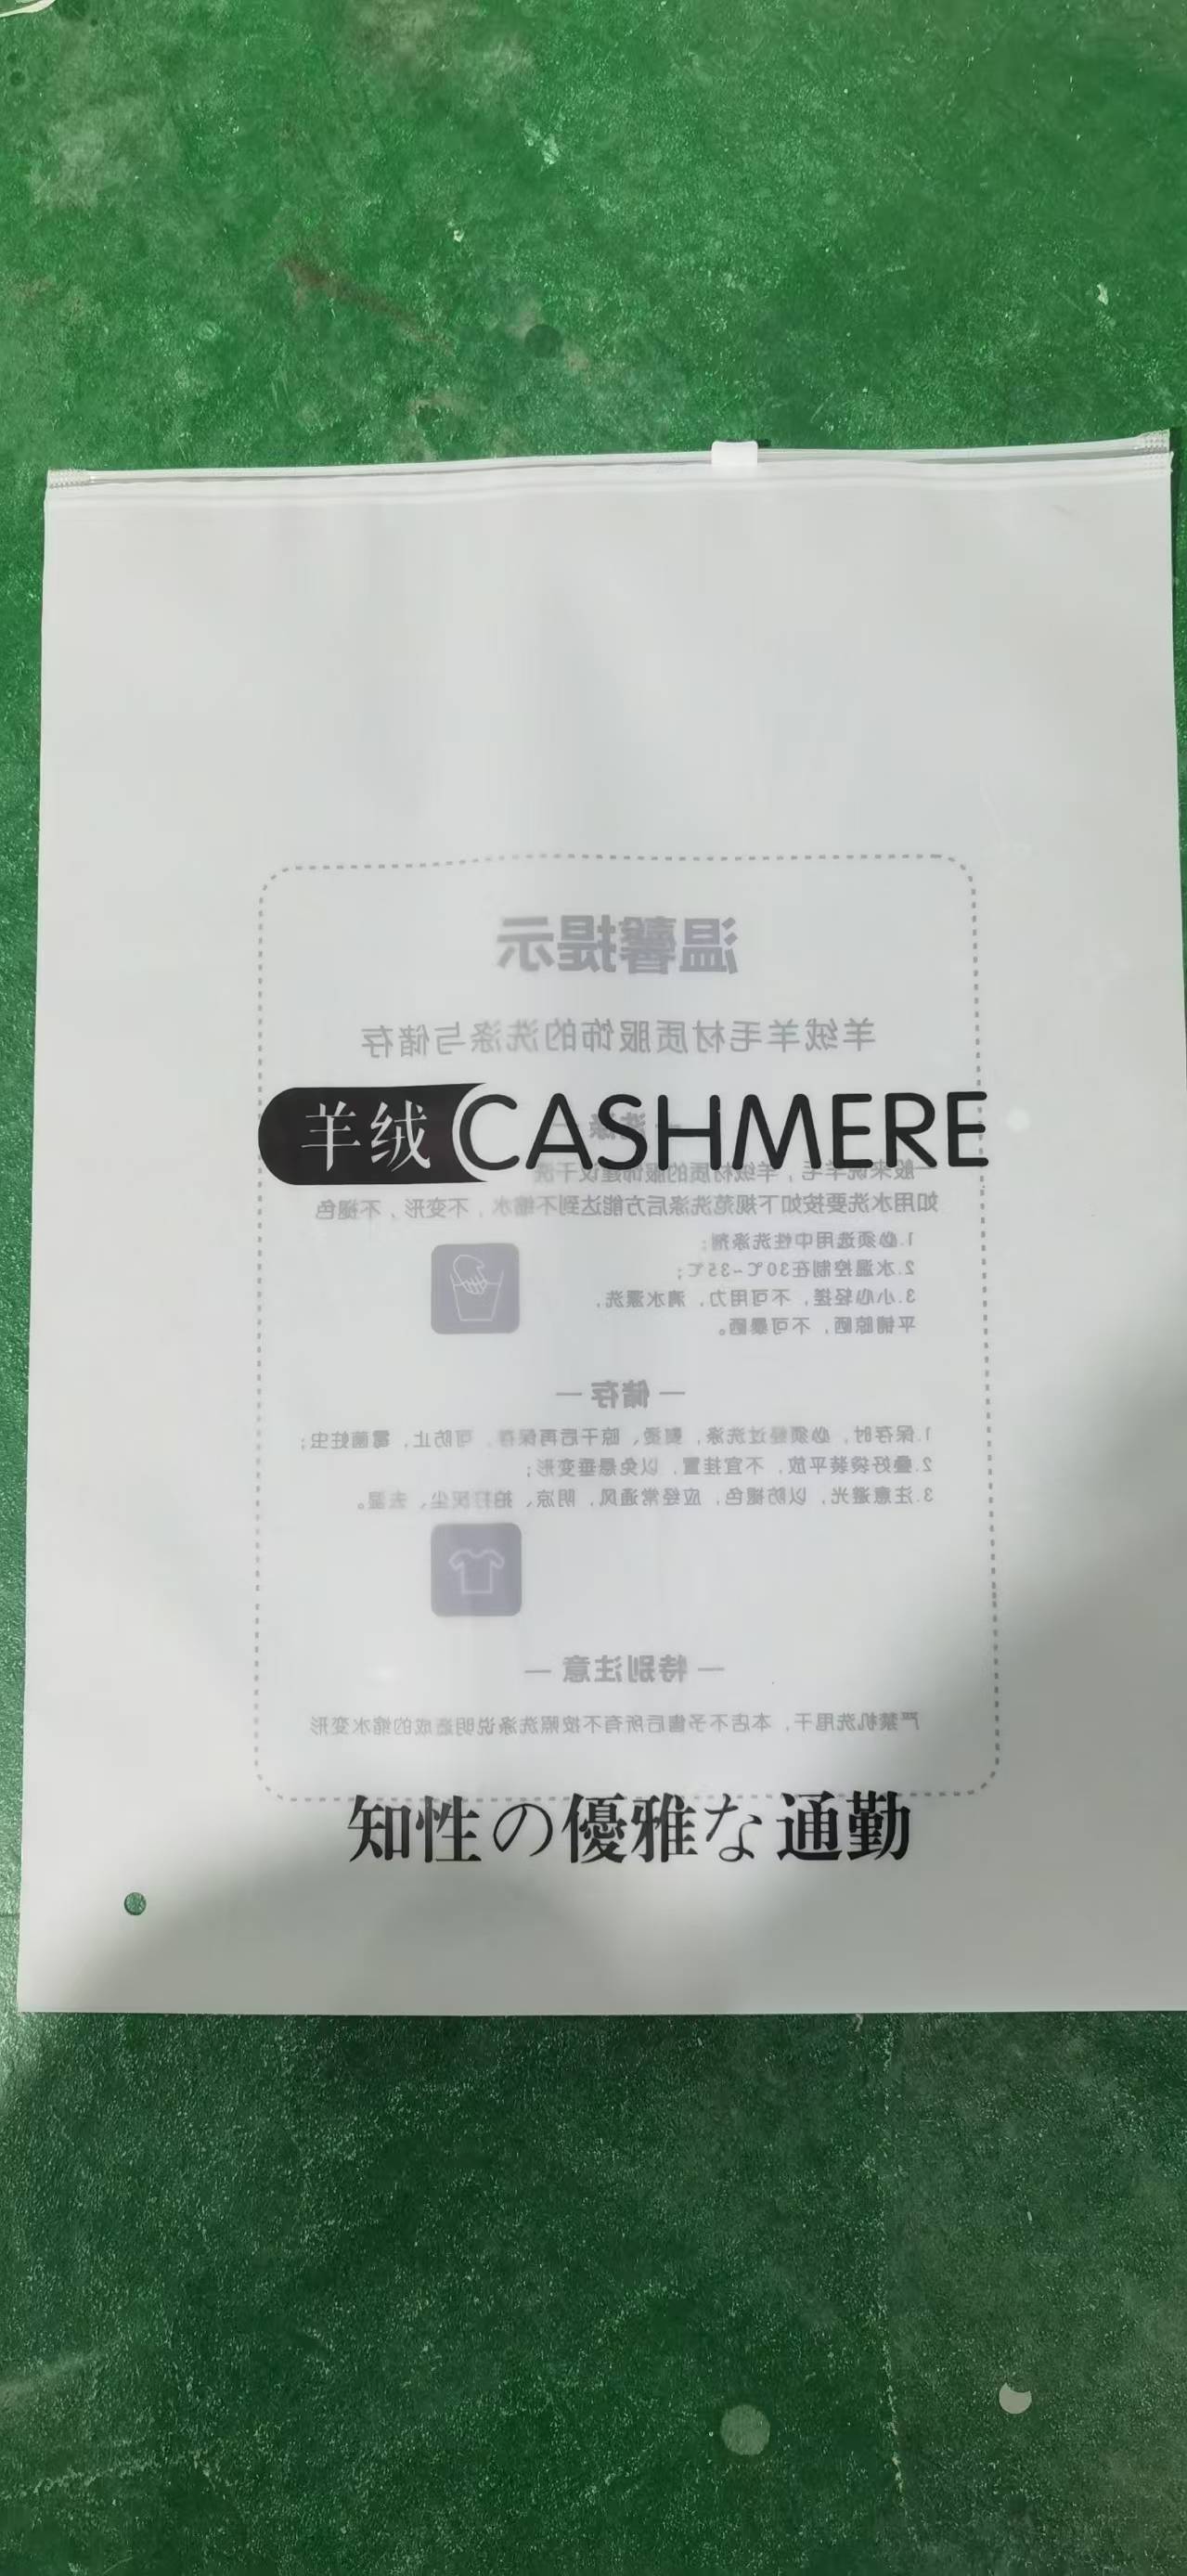 温馨提示
羊绒羊毛材质服饰的洗涤与储存
羊绒 CASHMERE
洗涤
一般来说羊毛，羊绒材质的服饰建议干洗
如用水洗要按如下规范洗涤后方能达到不缩水，不变形，不褪色
1.必须选用中性洗涤剂；
2.水温控制在30℃-35℃；
3.小心轻搓，不可用力，清水漂洗，
平铺晾晒，不可暴晒。
— 储存 —
1.保存时，必须经过洗涤，熨烫、晾干后再保存，可防止，霉菌蛀虫；
2.叠好袋装平放，不宜挂置，以免悬垂变形；
3.注意避光，以防褪色，应经常通风，阴凉、拍打灰尘、去湿。
— 特别注意 —
严禁机洗甩干，本店不予售后所有不按照洗涤说明造成的缩水变形
知性の優雅な通勤